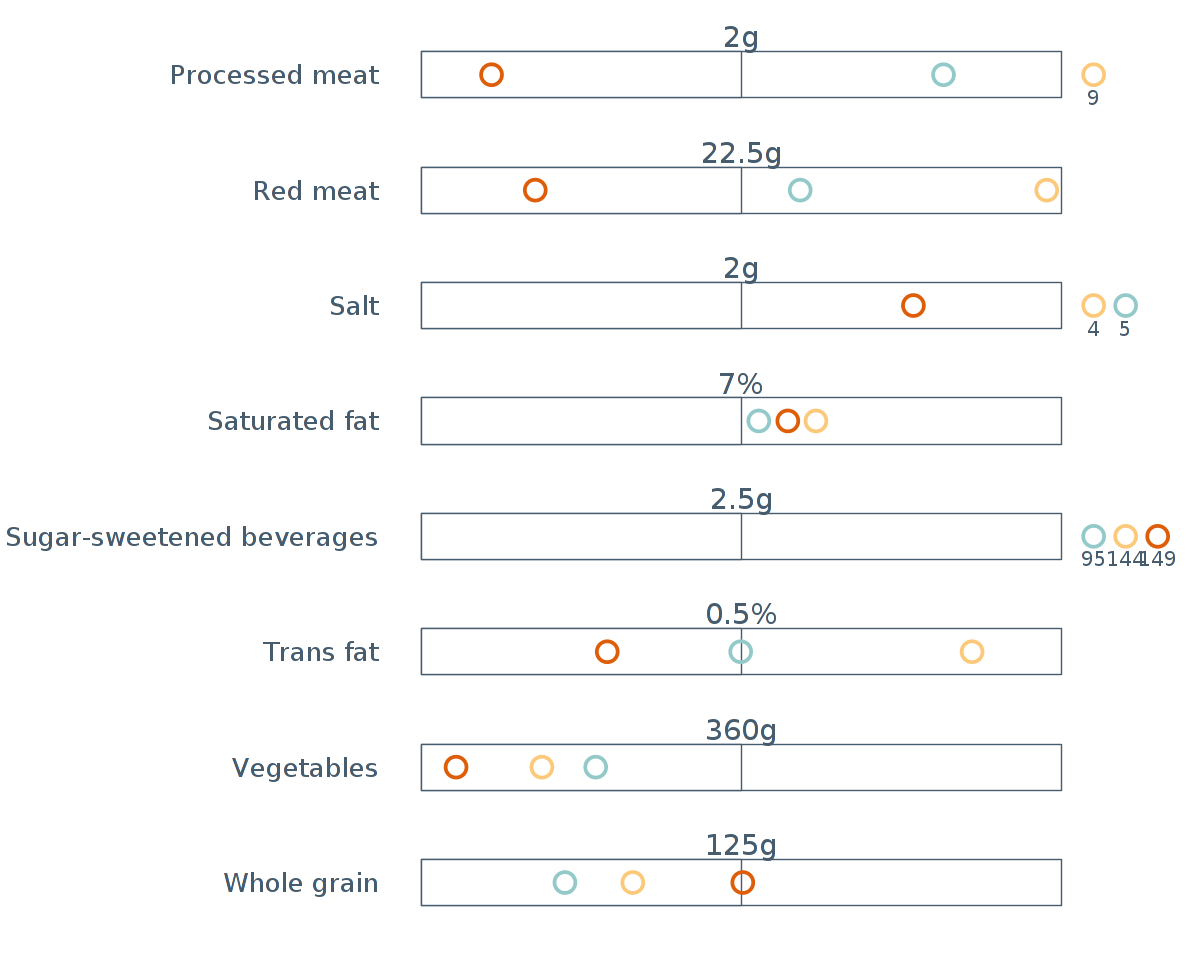 2g
Processed meat
9
22.5g
Red meat
2g
Salt
4 5
7%
Saturated fat
2.5g
Sugar-sweetened beverages
95 144 149
0.5%
Trans fat
360g
Vegetables
125g
Whole grain